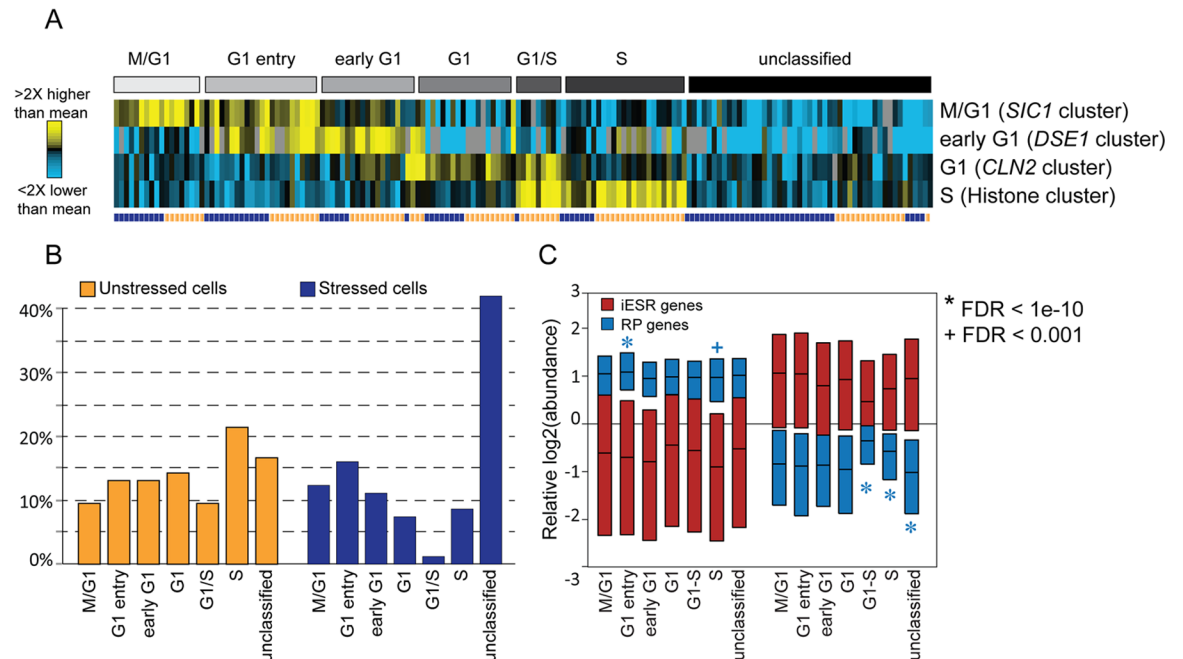 A
M/G1 G1 entry early G1 G1 G1/S S unclassified
>2X higher
than mean
<2X lower
than mean
M/G1 (SIC1 cluster)
early G1 (DSE1 cluster)
G1 (CLN2 cluster)
S (Histone cluster)
B
Unstressed cells Stressed cells
40%
30%
20%
10%
0%
M/G1 G1 entry early G1 G1 G1/S S unclassified M/G1 G1 entry early G1 G1 G1/S S unclassified
C
* FDR < 1e-10
+ FDR < 0.001
iESR genes
RP genes
* +
* * *
Relative log2(abundance)
3
2
1
0
-1
-2
-3
M/G1 G1 entry early G1 G1 G1-S S unclassified M/G1 G1 entry early G1 G1 G1-S S unclassified